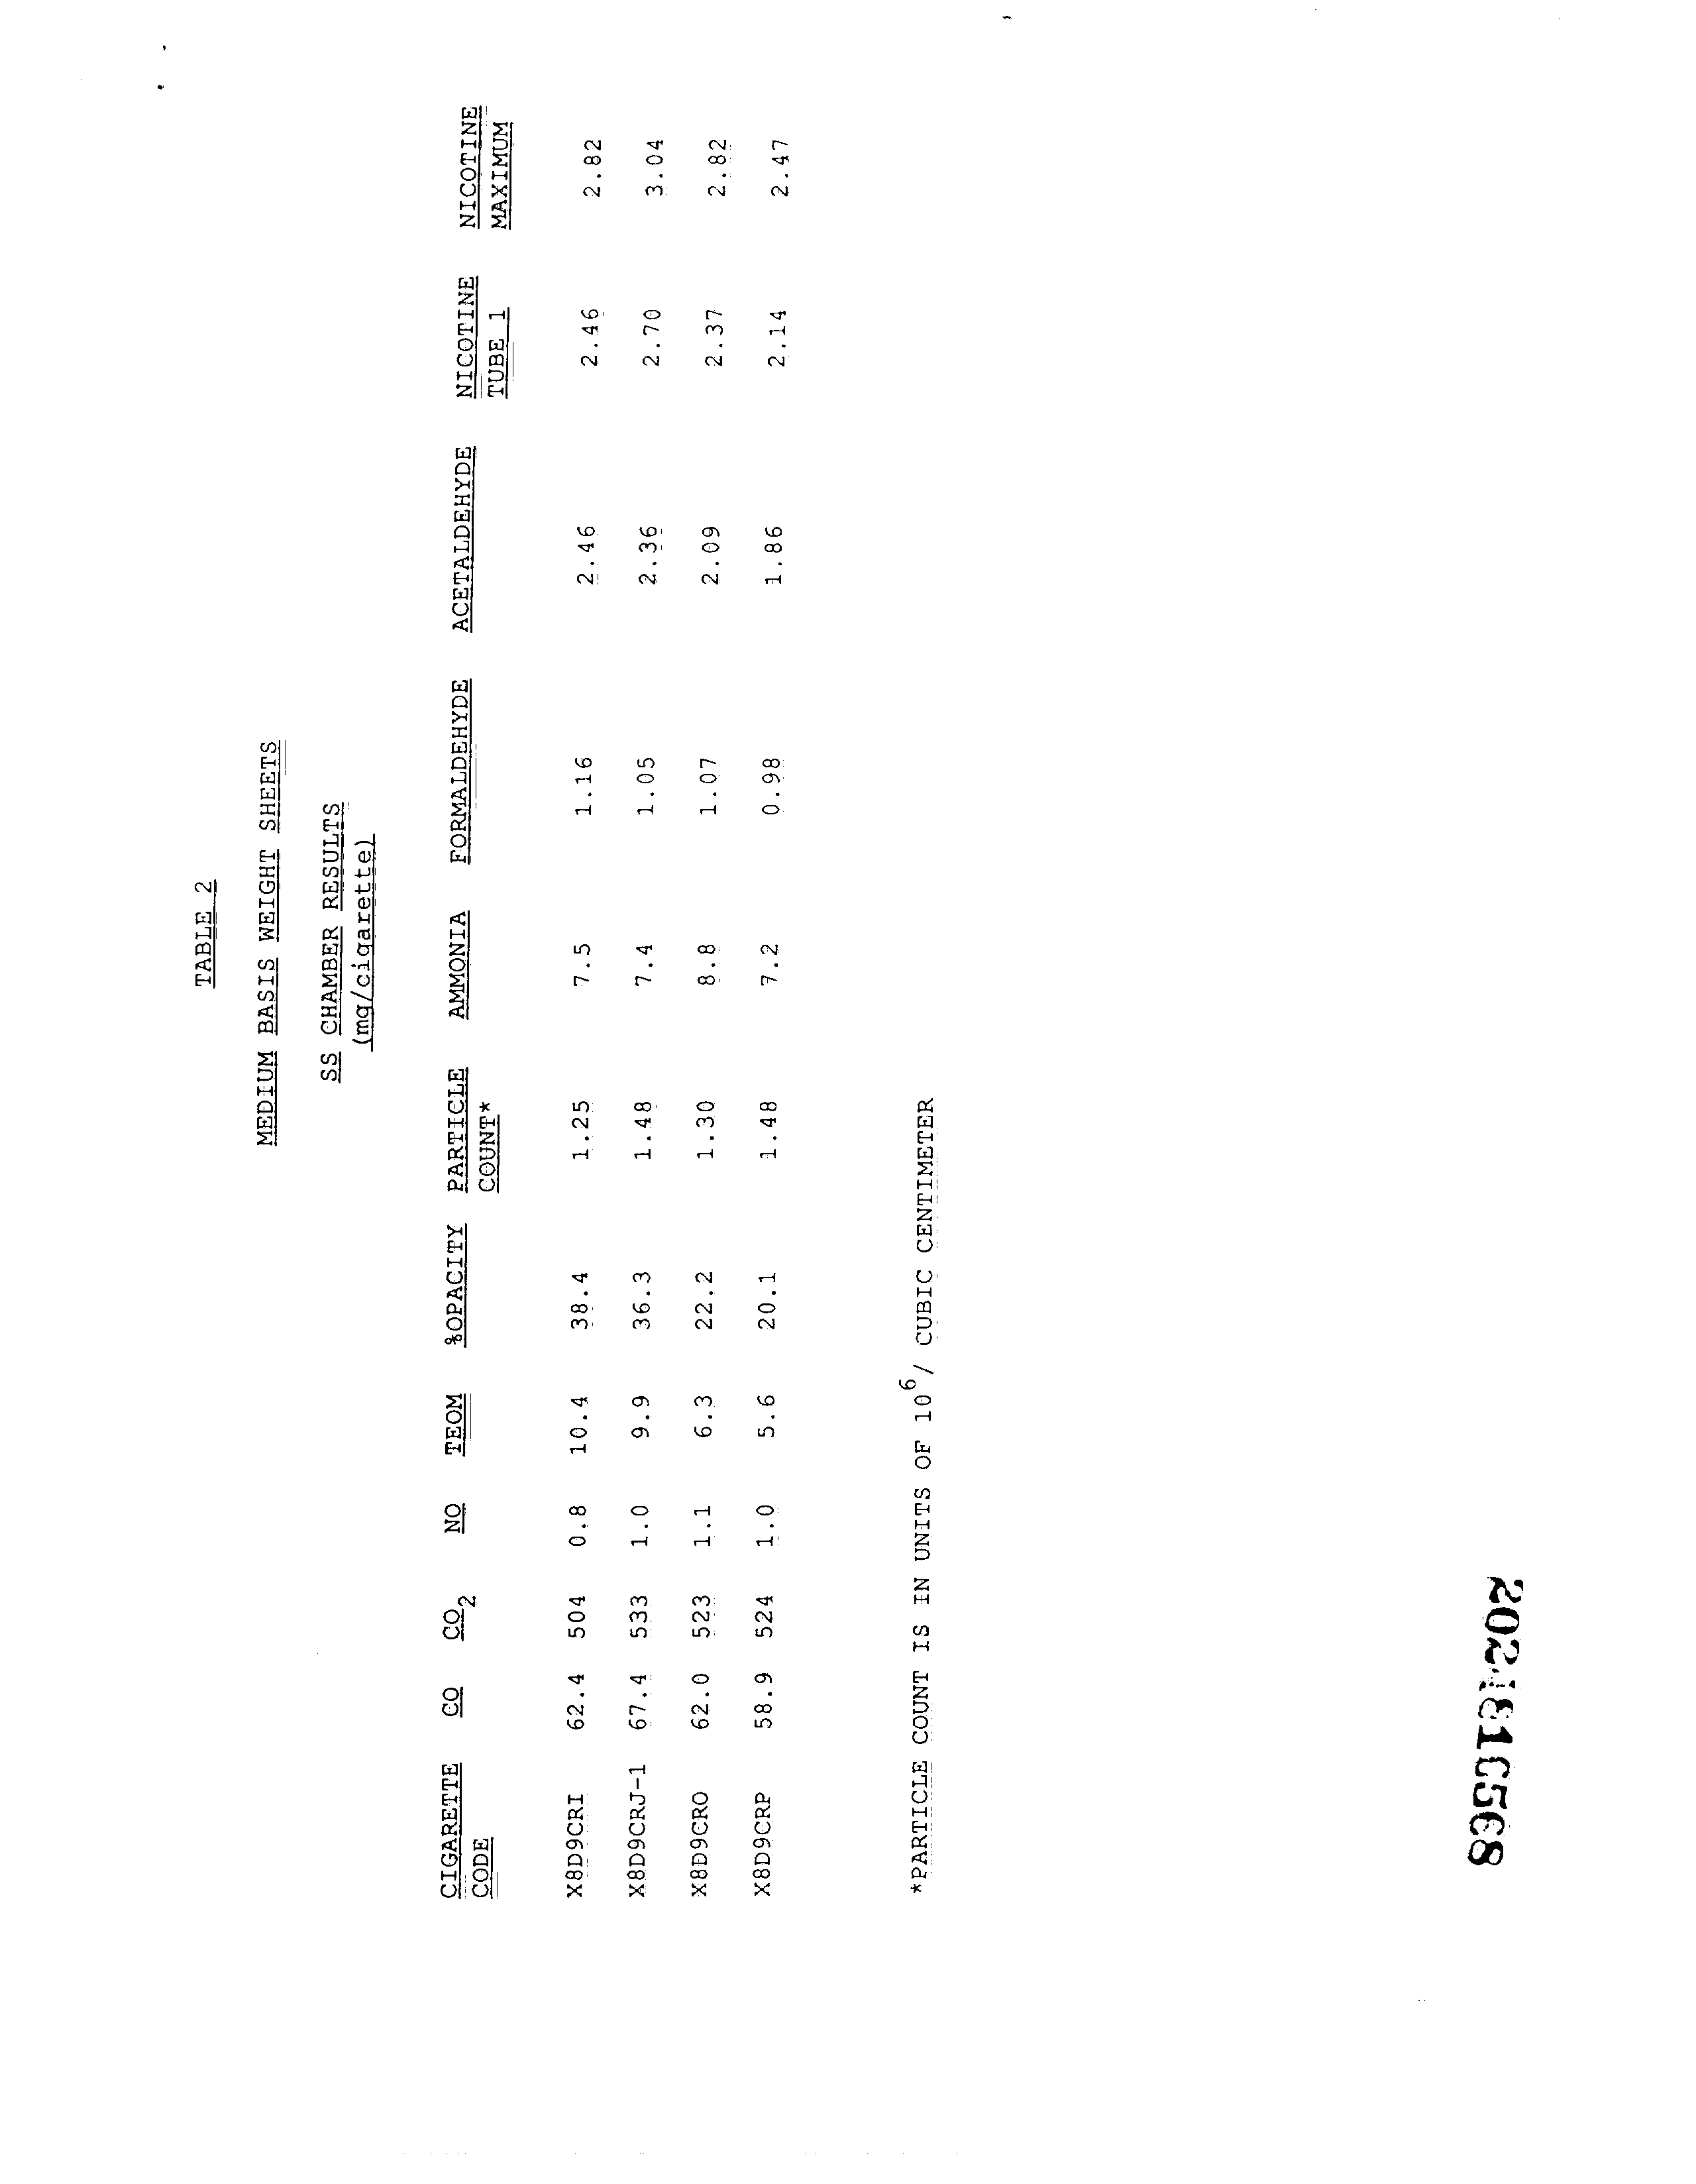 TABLE 2
MEDIUM BASIS WEIGHT SHEETS
SS CHAMBER RESULTS
(mg/cigarette)
CIGARETTE CO CO2 NO TEOM %OPACITY PARTICLE AMMONIA FORMALDEHYDE ACETALDEHYDE NICOTINE NICOTINE
CODE COUNT* TUBE 1 MAXIMUM
X8D9CRI 62.4 504 0.8 10.4 38.4 1.25 7.5 1.16 2.46 2.46 2.82
X8D9CRJ-1 67.4 533 1.0 9.9 36.3 1.48 7.4 1.05 2.36 2.70 3.04
X8D9CRO 62.0 523 1.1 6.3 22.2 1.30 8.8 1.07 2.09 2.37 2.82
X8D9CRP 58.9 524 1.0 5.6 20.1 1.48 7.2 0.98 1.86 2.14 2.47
*PARTICLE COUNT IS IN UNITS OF 10^6/ CUBIC CENTIMETER